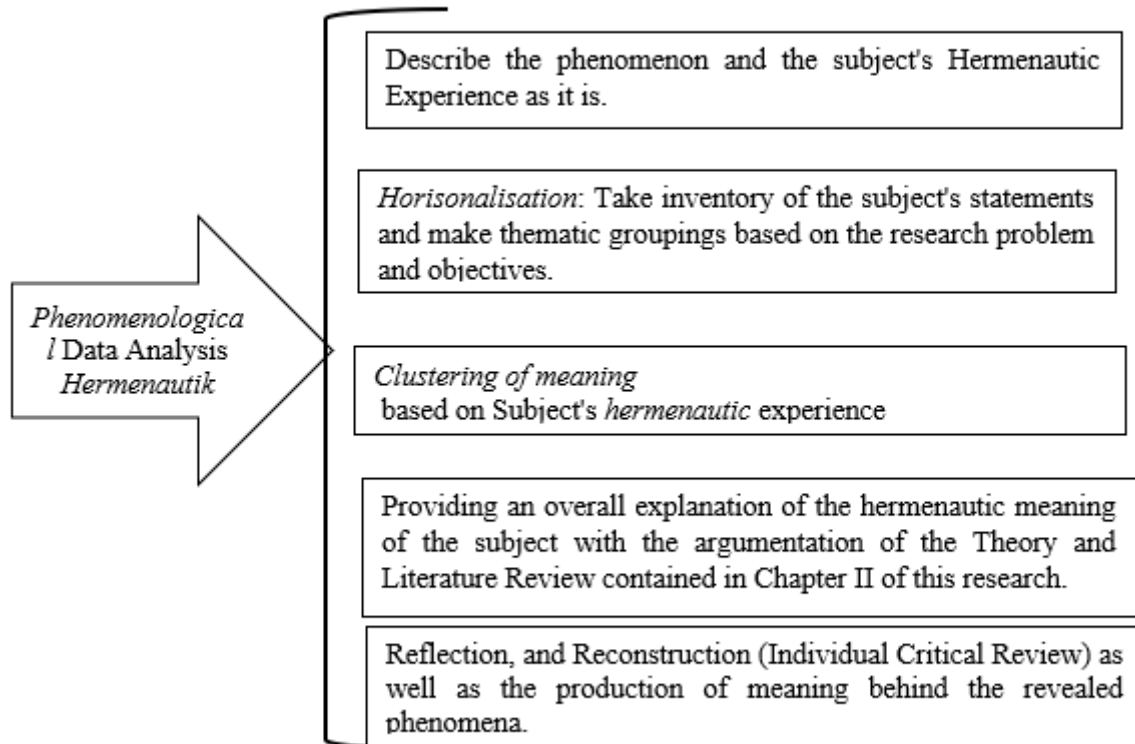 Describe the phenomenon and the subject's Hermenautic
Experience as it is.
Horisonalisation: Take inventory of the subject's statements
and make thematic groupings based on the research problem
and objectives.
Phenomenologica
l Data Analysis
Hermenautik
Clustering of meaning
based on Subject's hermenautic experience
Providing an overall explanation of the hermenautic meaning
of the subject with the argumentation of the Theory and
Literature Review contained in Chapter II of this research.
Reflection, and Reconstruction (Individual Critical Review) as
well as the production of meaning behind the revealed
phenomena.